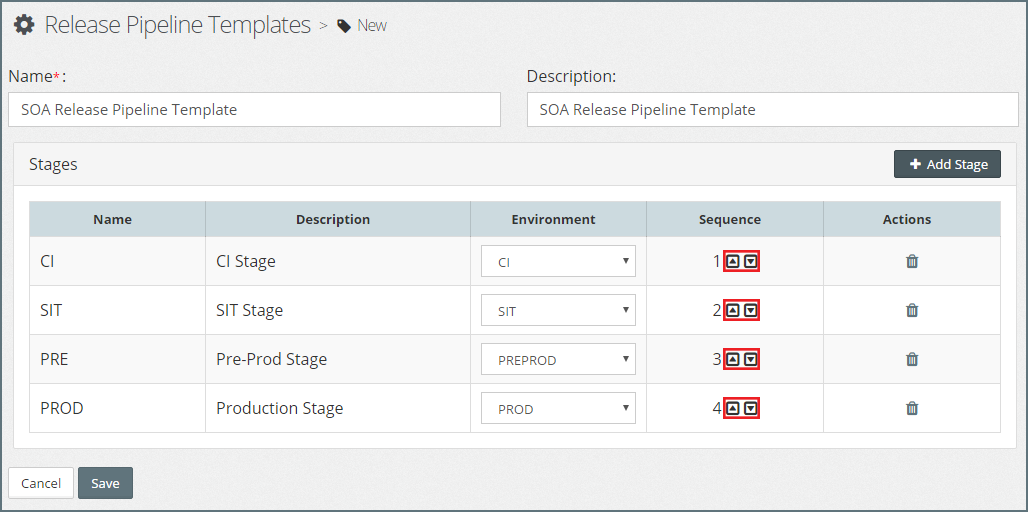 Release Pipeline Templates > New
Name*: Description:
SOA Release Pipeline Template SOA Release Pipeline Template
Stages + Add Stage
Name Description Environment Sequence Actions
CI CI Stage CI 1
SIT SIT Stage SIT 2
PRE Pre-Prod Stage PREPROD 3
PROD Production Stage PROD 4
Cancel Save